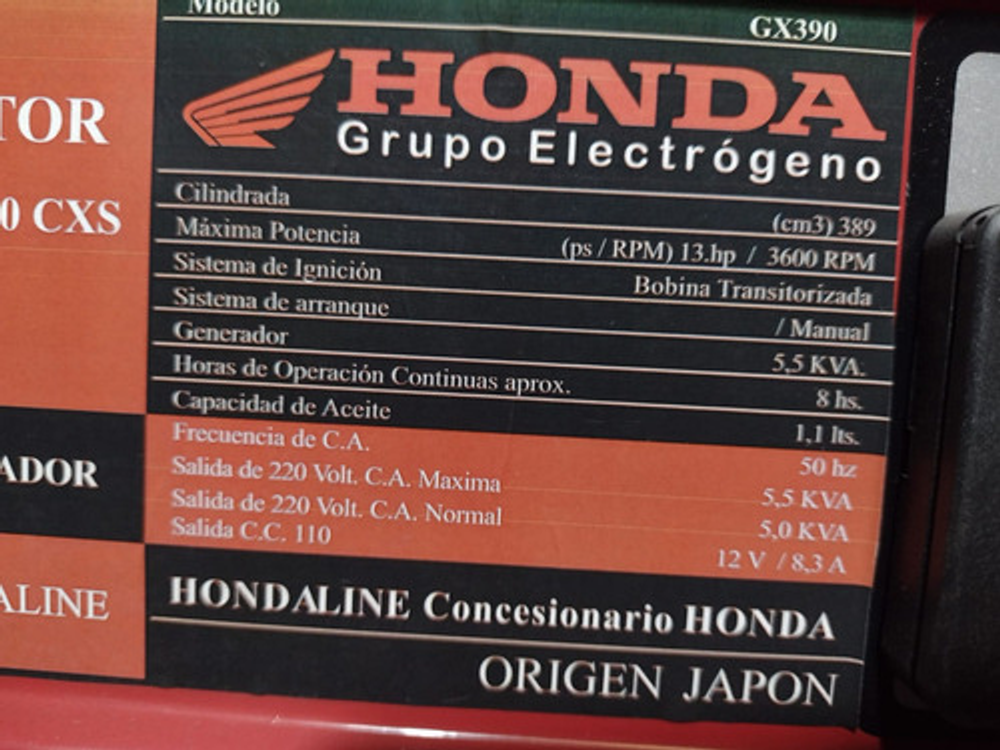 Modelo GX390
HONDA
Grupo Electrógeno
Cilindrada (cm3) 389
Máxima Potencia (ps / RPM) 13.hp / 3600 RPM
Sistema de Ignición Bobina Transitorizada
Sistema de arranque / Manual
Generador 5,5 KVA.
Horas de Operación Continuas aprox. 8 hs.
Capacidad de Aceite 1,1 lts.
Frecuencia de C.A. 50 hz
Salida de 220 Volt. C.A. Maxima 5,5 KVA
Salida de 220 Volt. C.A. Normal 5,0 KVA
Salida C.C. 110 12 V / 8,3 A
HONDALINE Concesionario HONDA
ORIGEN JAPON
TOR
0 CXS
ADOR
ALINE